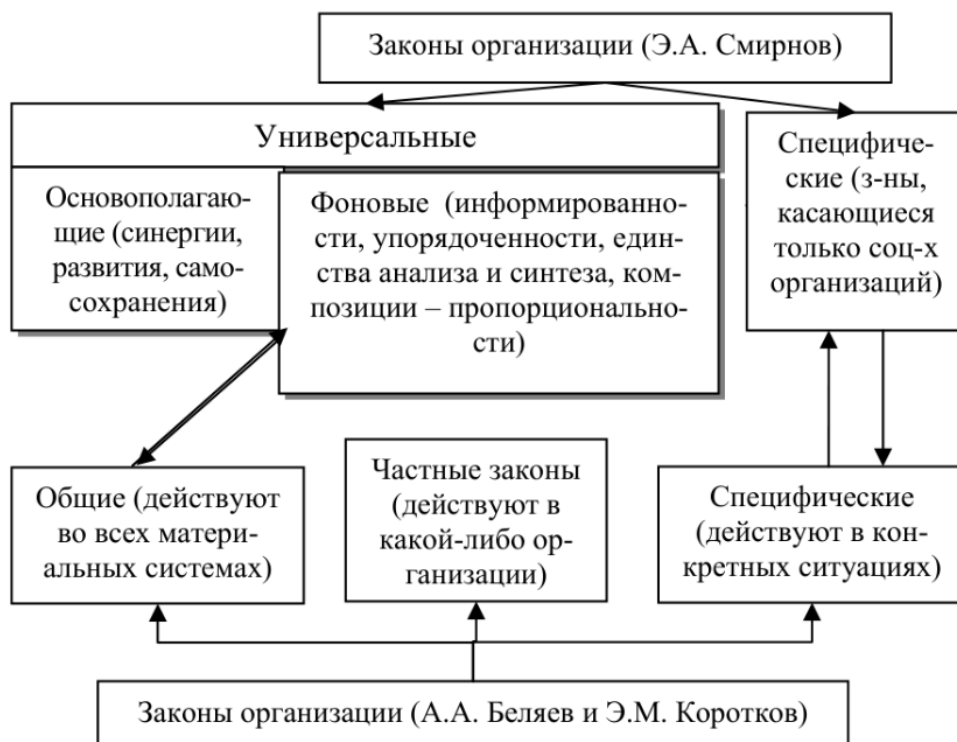 Законы организации (Э.А. Смирнов)
Универсальные
Основополагаю-
щие (синергии,
развития, само-
сохранения)
Фоновые (информированно-
сти, упорядоченности, един-
ства анализа и синтеза, ком-
позиции – пропорционально-
сти)
Специфиче-
ские (з-ны,
касающиеся
только соц-х
организаций)
Общие (действуют
во всех матери-
альных системах)
Частные законы
(действуют в
какой-либо ор-
ганизации)
Специфические
(действуют в кон-
кретных ситуациях)
Законы организации (А.А. Беляев и Э.М. Коротков)